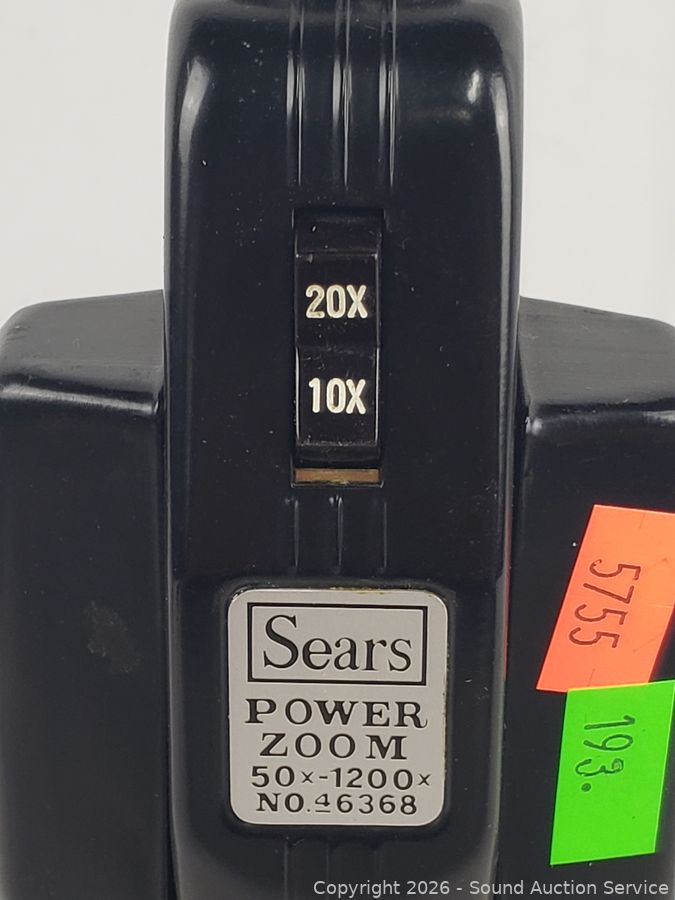 20X
10X
Sears
POWER
ZOOM
50x-1200x
NO.46368
5755
193.
Copyright 2026 - Sound Auction Service